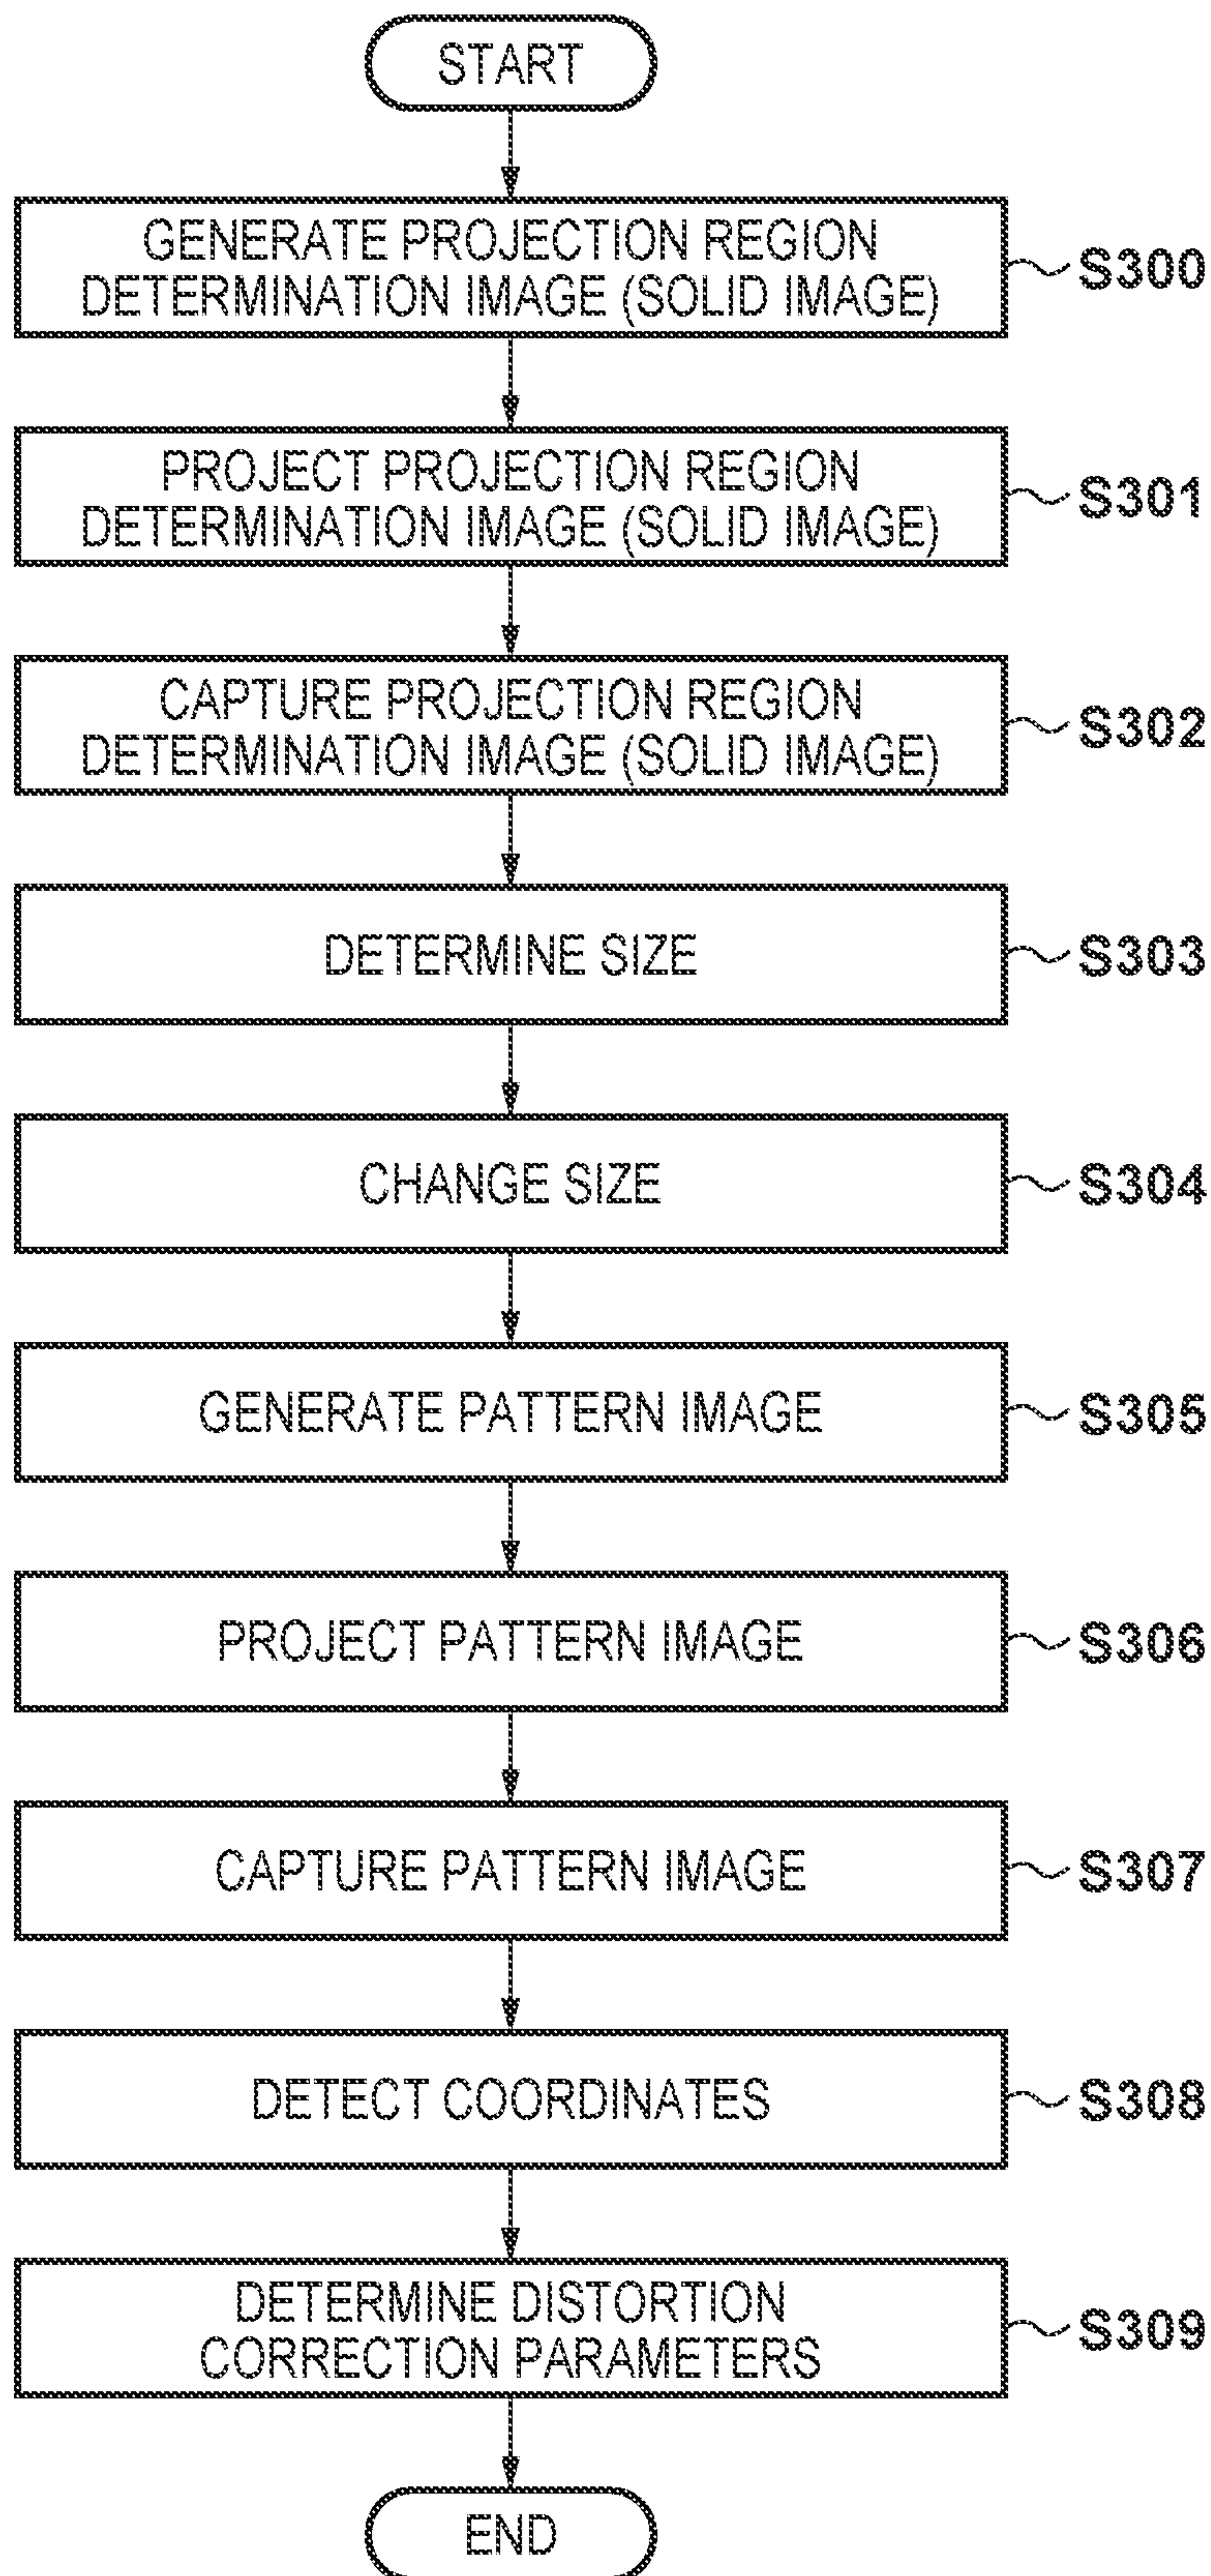 START
GENERATE PROJECTION REGION
DETERMINATION IMAGE (SOLID IMAGE)
S300
PROJECT PROJECTION REGION
DETERMINATION IMAGE (SOLID IMAGE)
S301
CAPTURE PROJECTION REGION
DETERMINATION IMAGE (SOLID IMAGE)
S302
DETERMINE SIZE
S303
CHANGE SIZE
S304
GENERATE PATTERN IMAGE
S305
PROJECT PATTERN IMAGE
S306
CAPTURE PATTERN IMAGE
S307
DETECT COORDINATES
S308
DETERMINE DISTORTION
CORRECTION PARAMETERS
S309
END